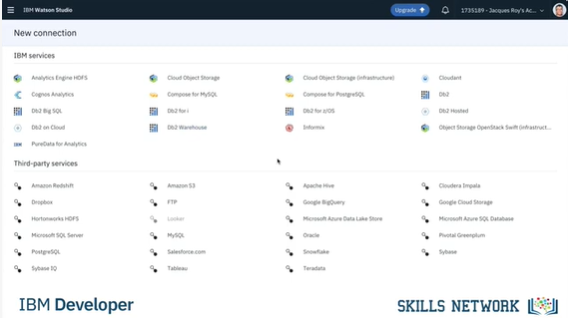 IBM Watson Studio
Upgrade
1735189 - Jacques Roy's Ac...
New connection
IBM services
Analytics Engine HDFS
Cloud Object Storage
Cloud Object Storage (infrastructure)
Cloudant
Cognos Analytics
Compose for MySQL
Compose for PostgreSQL
Db2
Db2 Big SQL
Db2 for i
Db2 for z/OS
Db2 Hosted
Db2 on Cloud
Db2 Warehouse
Informix
Object Storage OpenStack Swift (infrastruct...
IBM PureData for Analytics
Third-party services
Amazon Redshift
Amazon S3
Apache Hive
Cloudera Impala
Dropbox
FTP
Google BigQuery
Google Cloud Storage
Hortonworks HDFS
Looker
Microsoft Azure Data Lake Store
Microsoft Azure SQL Database
Microsoft SQL Server
MySQL
Oracle
Pivotal Greenplum
PostgreSQL
Salesforce.com
Snowflake
Sybase
Sybase IQ
Tableau
Teradata
IBM Developer
SKILLS NETWORK